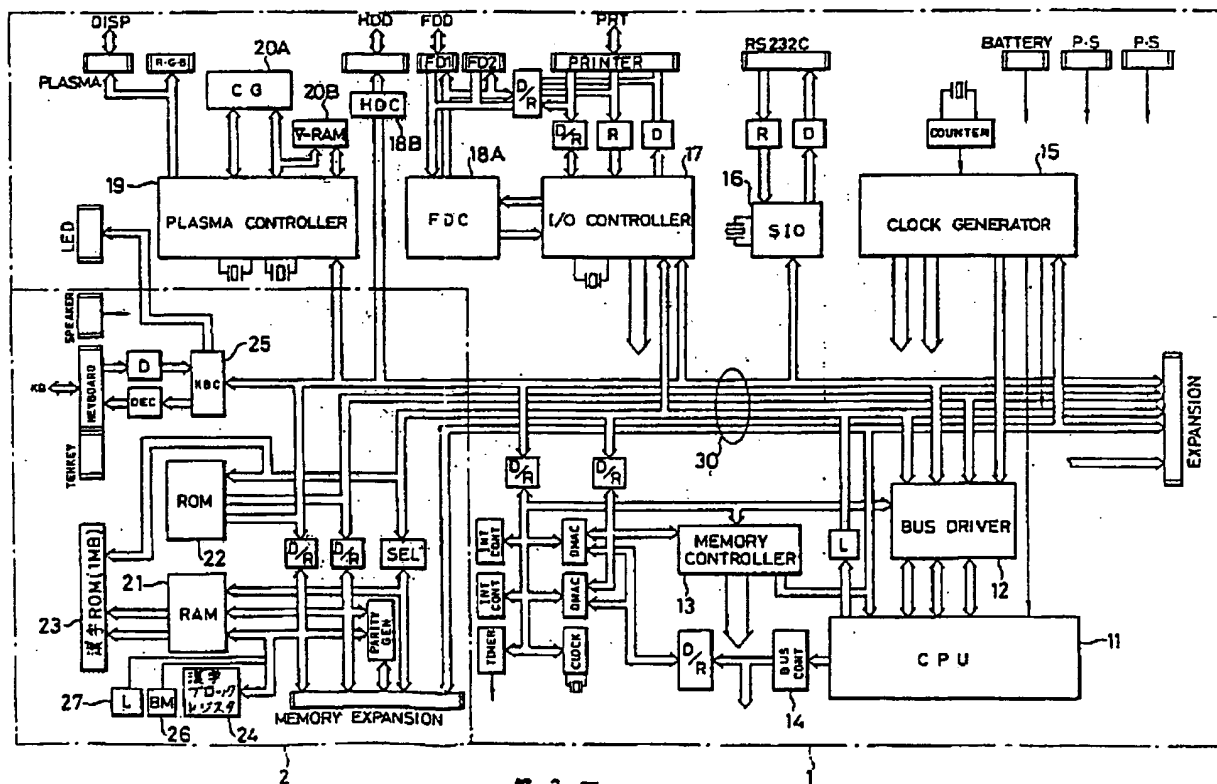 DISP
HDD
FDD
PRT
RS232C
BATTERY
P·S
P·S
PLASMA
R·G·B
20A
CG
20B
V-RAM
HDC
18B
FD1
FD2
PRINTER
D/R
D/R
R
D
R
D
COUNTER
19
18A
17
16
15
PLASMA CONTROLLER
FDC
I/O CONTROLLER
SIO
CLOCK GENERATOR
LED
SPEAKER
25
D
KBC
DEC
KB
TENKEY
30
EXPANSION
D/R
D/R
ROM
22
D/R
D/R
SEL
INT CONT
DMAC
MEMORY CONTROLLER
13
L
BUS DRIVER
12
漢字ROM(1MB)
23
21
RAM
PARITY GEN
INT CONT
DMAC
TIMER
CLOCK
D/R
BUS CONT
14
CPU
11
27
L
BM
26
漢字
ブロック
レジスタ
24
MEMORY EXPANSION
2
1